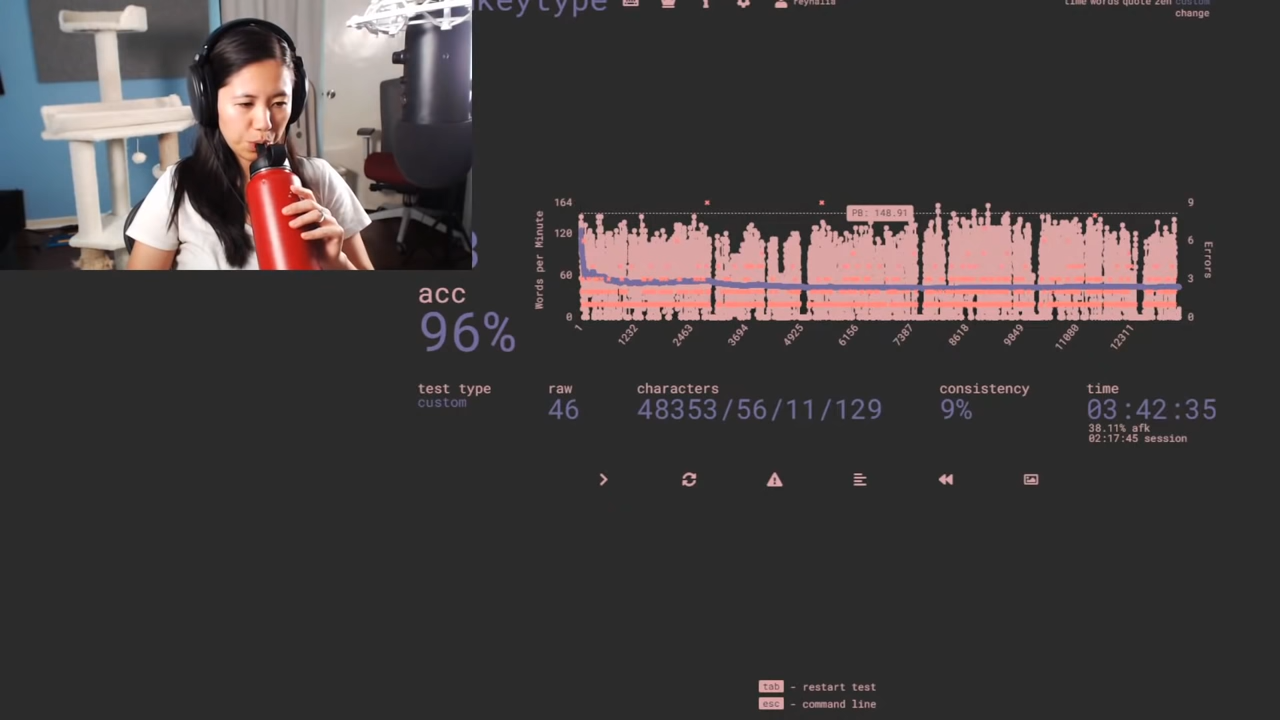 keytype
reynalia
time words quote zen custom
change
acc
96%
Words per Minute
164
120
60
0
PB: 148.91
9
6
3
0
Errors
1 1232 2463 3694 4925 6156 7387 8618 9849 11080 12311
test type
custom
raw
46
characters
48353/56/11/129
consistency
9%
time
03:42:35
38.11% afk
02:17:45 session
tab - restart test
esc - command line